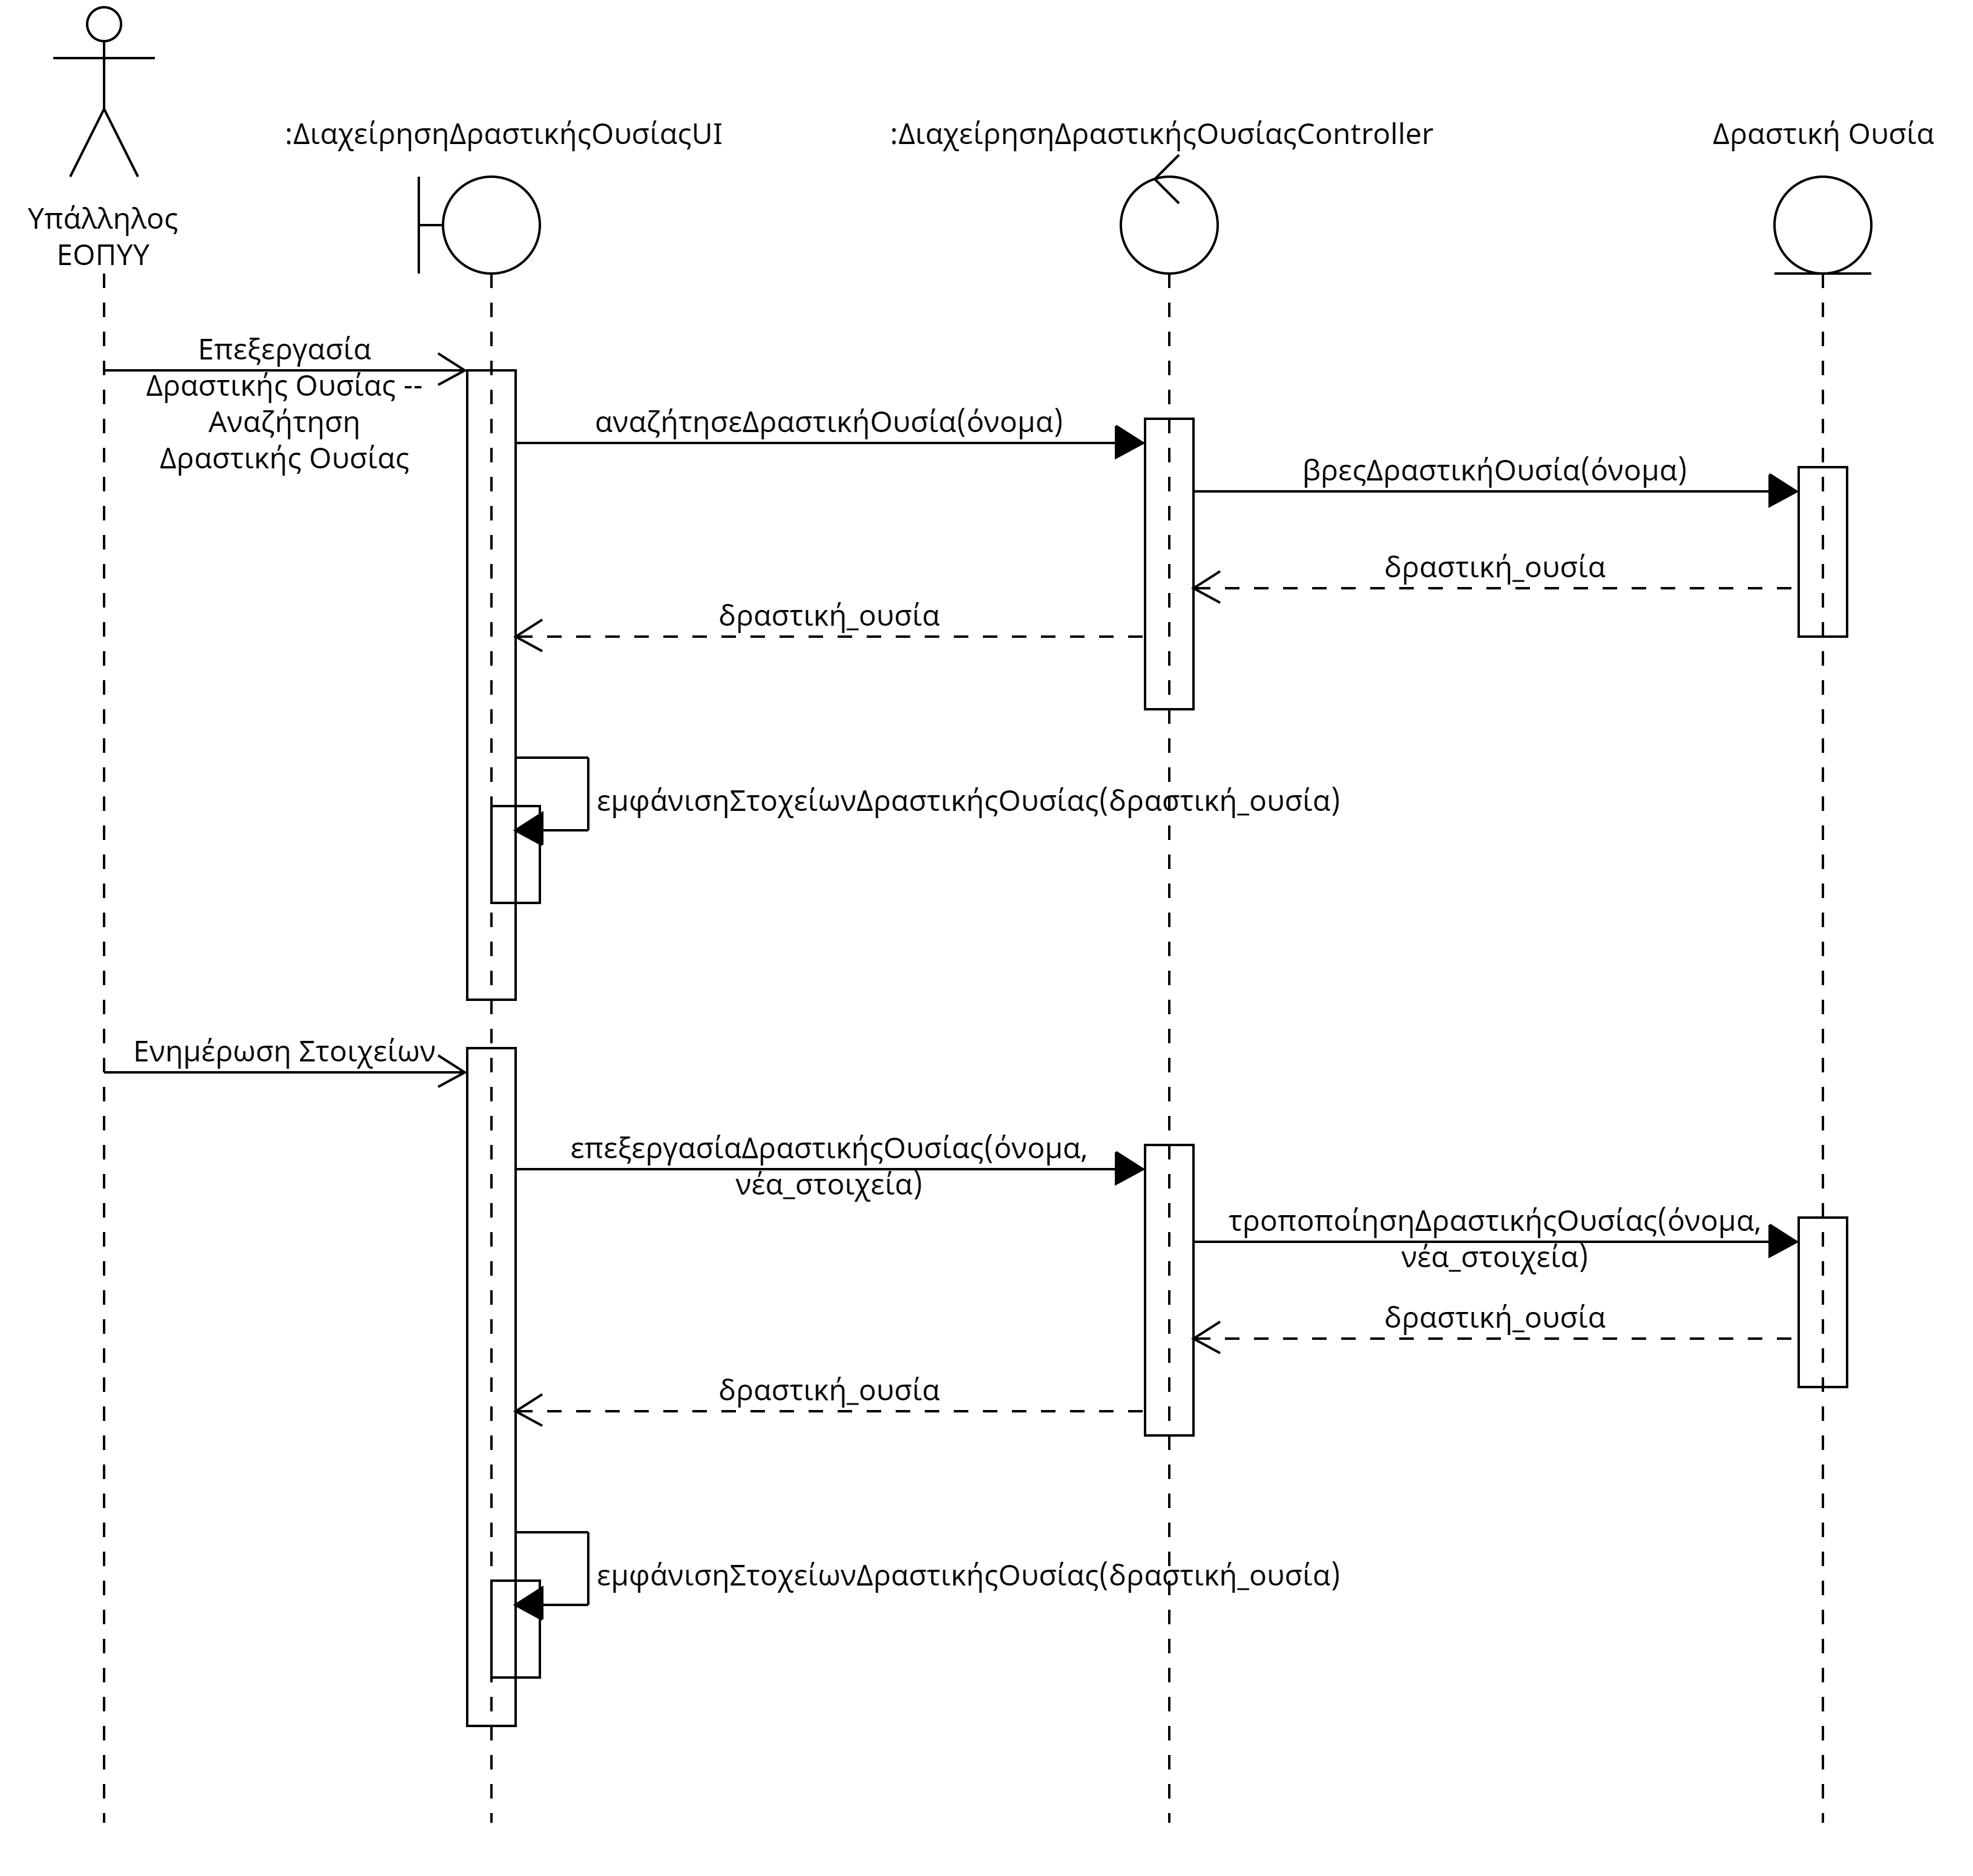 :ΔιαχείρησηΔραστικήςΟυσίαςUI
:ΔιαχείρησηΔραστικήςΟυσίαςController
Δραστική Ουσία
Υπάλληλος
ΕΟΠΥΥ
Επεξεργασία
Δραστικής Ουσίας --
Αναζήτηση
Δραστικής Ουσίας
αναζήτησεΔραστικήΟυσία(όνομα)
βρεςΔραστικήΟυσία(όνομα)
δραστική_ουσία
δραστική_ουσία
εμφάνισηΣτοχείωνΔραστικήςΟυσίας(δραστική_ουσία)
Ενημέρωση Στοιχείων
επεξεργασίαΔραστικήςΟυσίας(όνομα,
νέα_στοιχεία)
τροποποίησηΔραστικήςΟυσίας(όνομα,
νέα_στοιχεία)
δραστική_ουσία
δραστική_ουσία
εμφάνισηΣτοχείωνΔραστικήςΟυσίας(δραστική_ουσία)